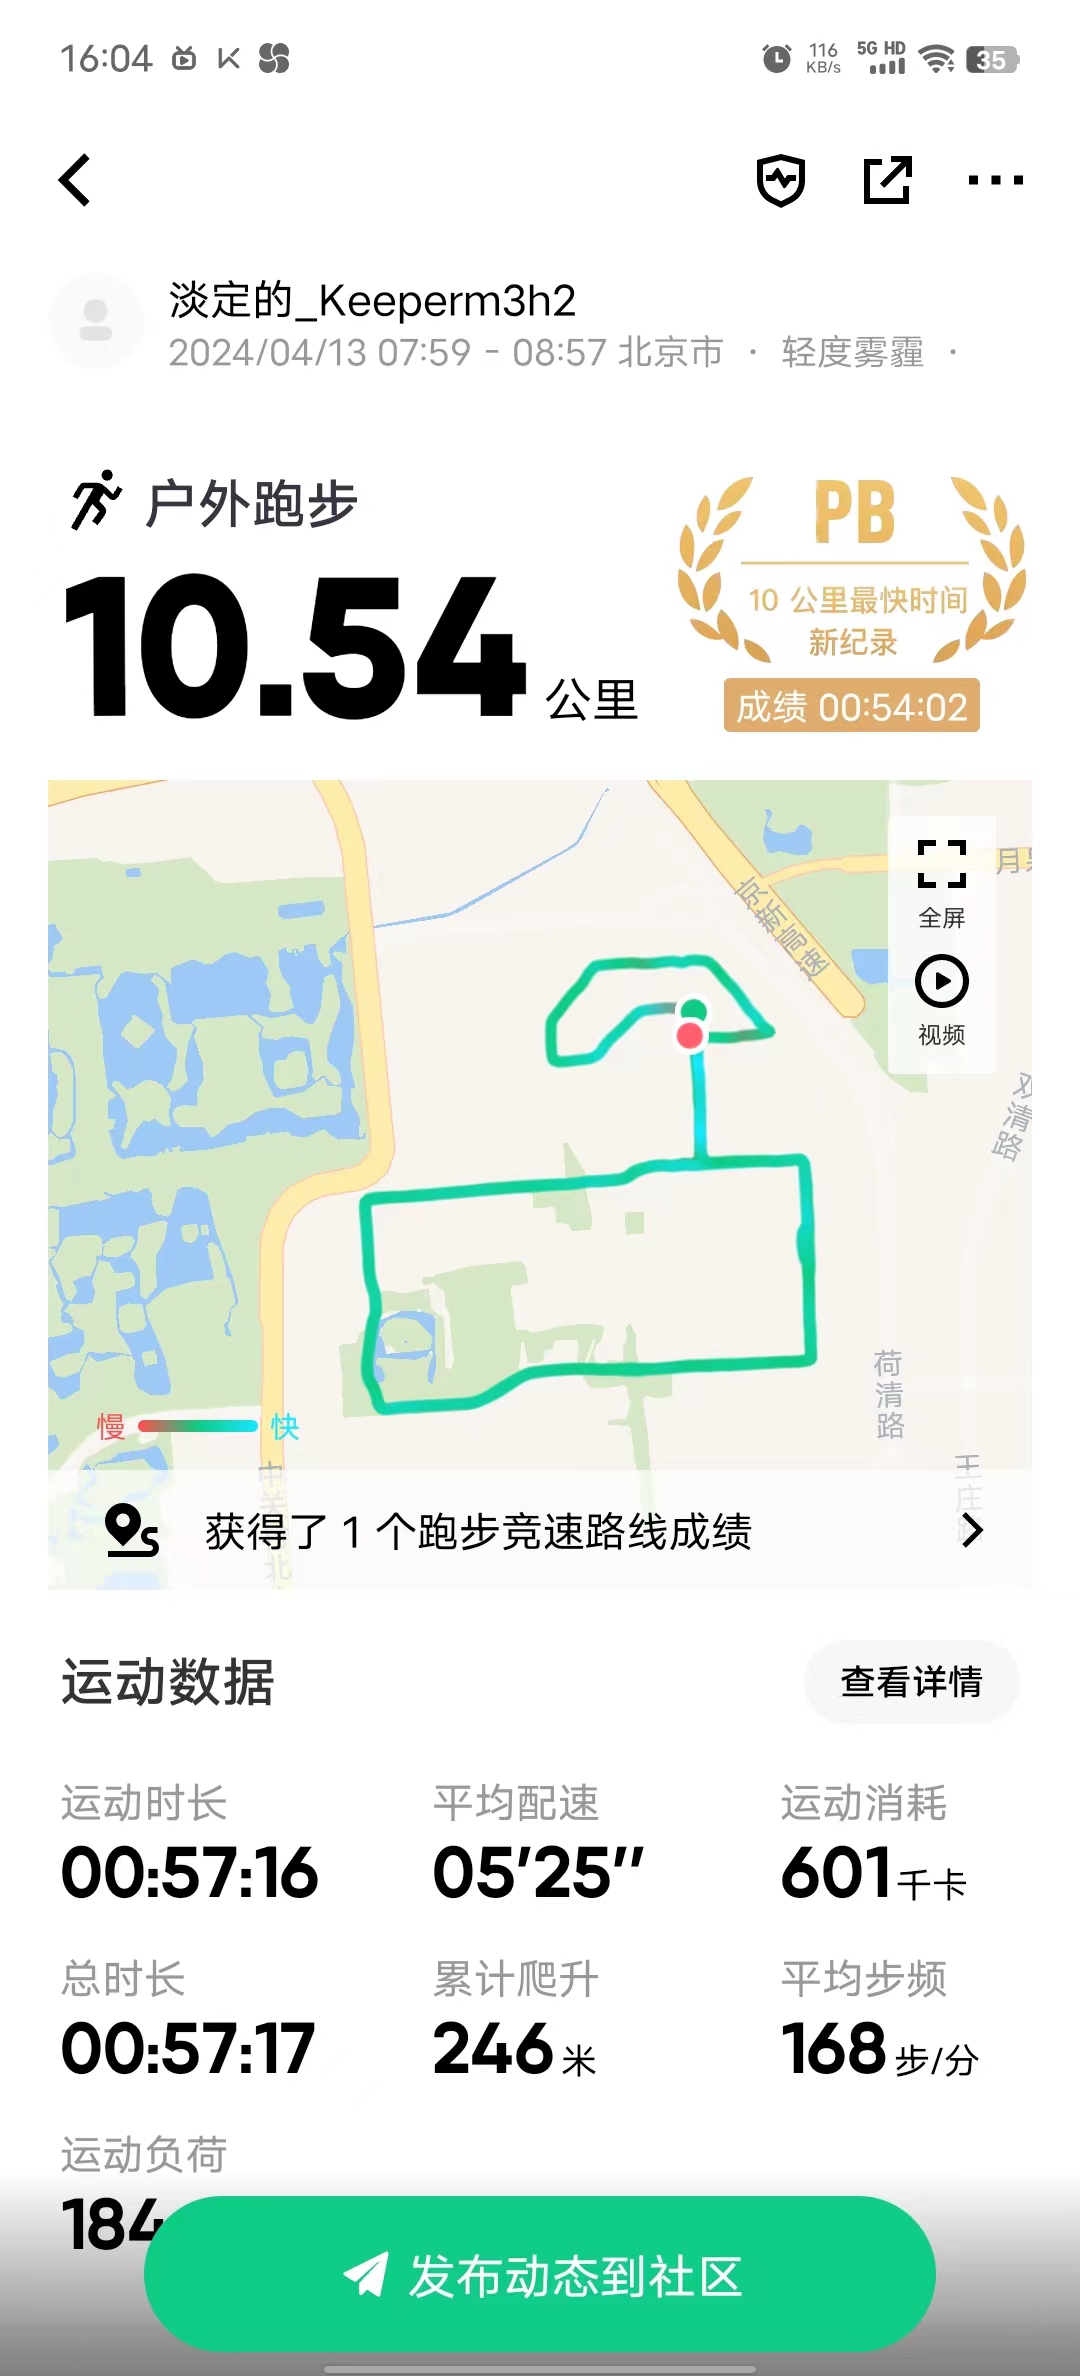 16:04
116 KB/s
5G HD
35
淡定的_Keeperm3h2
2024/04/13 07:59 - 08:57 北京市 · 轻度雾霾 ·
户外跑步
10.54 公里
PB
10 公里最快时间
新纪录
成绩 00:54:02
京新高速
月泉
全屏
视频
双清路
荷清路
王庄
慢 快
中关 北
获得了 1 个跑步竞速路线成绩
运动数据
查看详情
运动时长 平均配速 运动消耗
00:57:16 05'25'' 601千卡
总时长 累计爬升 平均步频
00:57:17 246米 168步/分
运动负荷
184
发布动态到社区